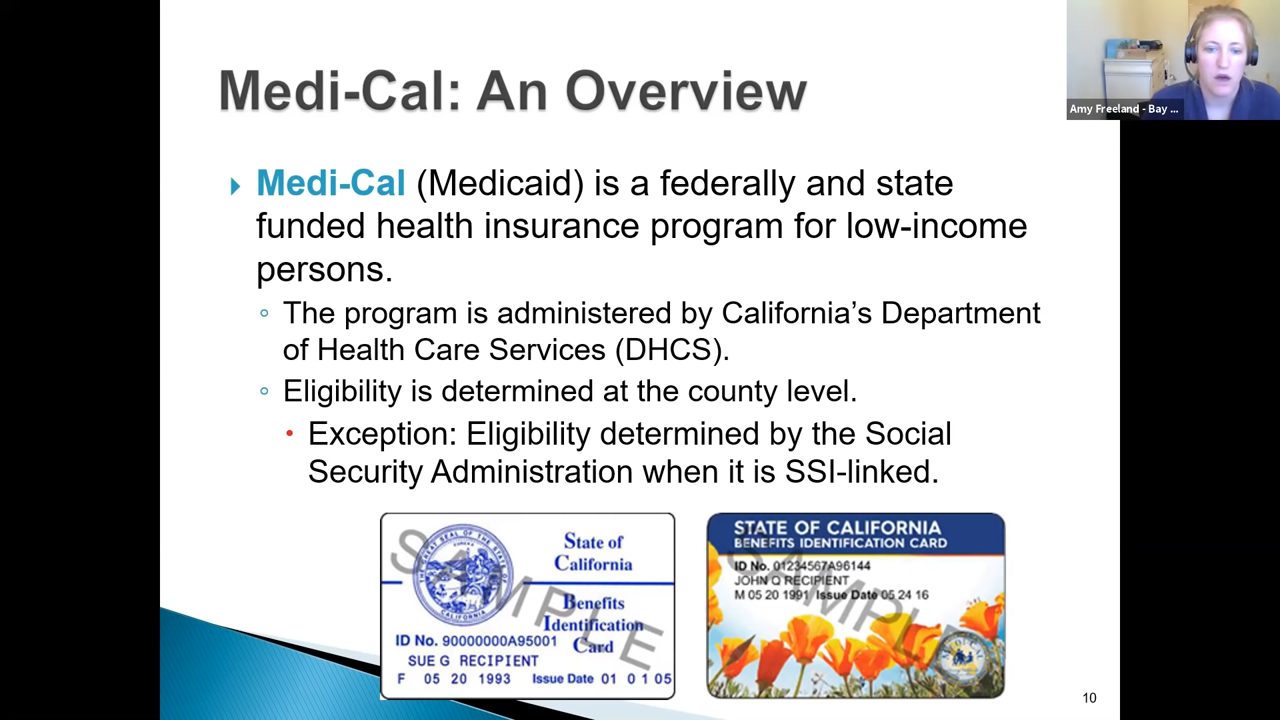 Medi-Cal: An Overview
Amy Freeland - Bay ...
Medi-Cal (Medicaid) is a federally and state
funded health insurance program for low-income
persons.
The program is administered by California’s Department
of Health Care Services (DHCS).
Eligibility is determined at the county level.
Exception: Eligibility determined by the Social
Security Administration when it is SSI-linked.
State of
California
Benefits
Identification
Card
ID No. 90000000A95001
SUE G RECIPIENT
F 05 20 1993 Issue Date 01 01 05
SAMPLE
STATE OF CALIFORNIA
BENEFITS IDENTIFICATION CARD
ID No. 01234567A96144
JOHN Q RECIPIENT
M 05 20 1991 Issue Date 05 24 16
SAMPLE
10